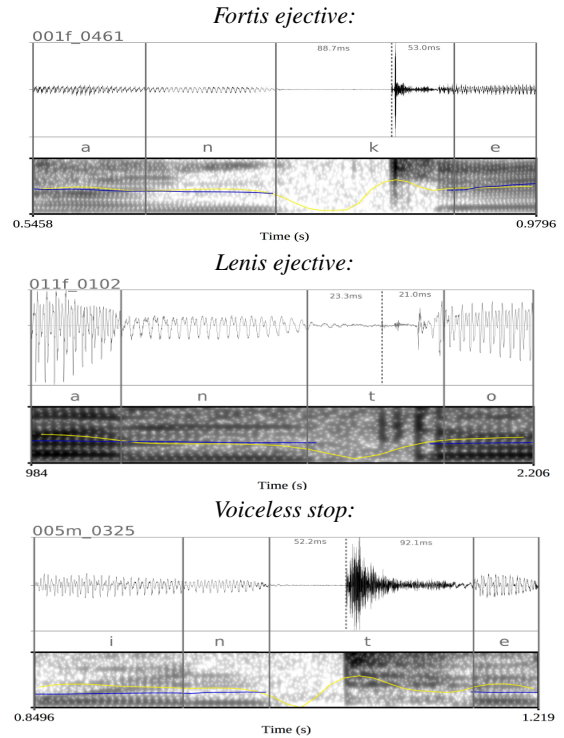 Fortis ejective:
001f_0461
88.7ms 53.0ms
a n k e
0.5458 0.9796
Time (s)
Lenis ejective:
011f_0102
23.3ms 21.0ms
a n t o
984 2.206
Time (s)
Voiceless stop:
005m_0325
52.2ms 92.1ms
i n t e
0.8496 1.219
Time (s)